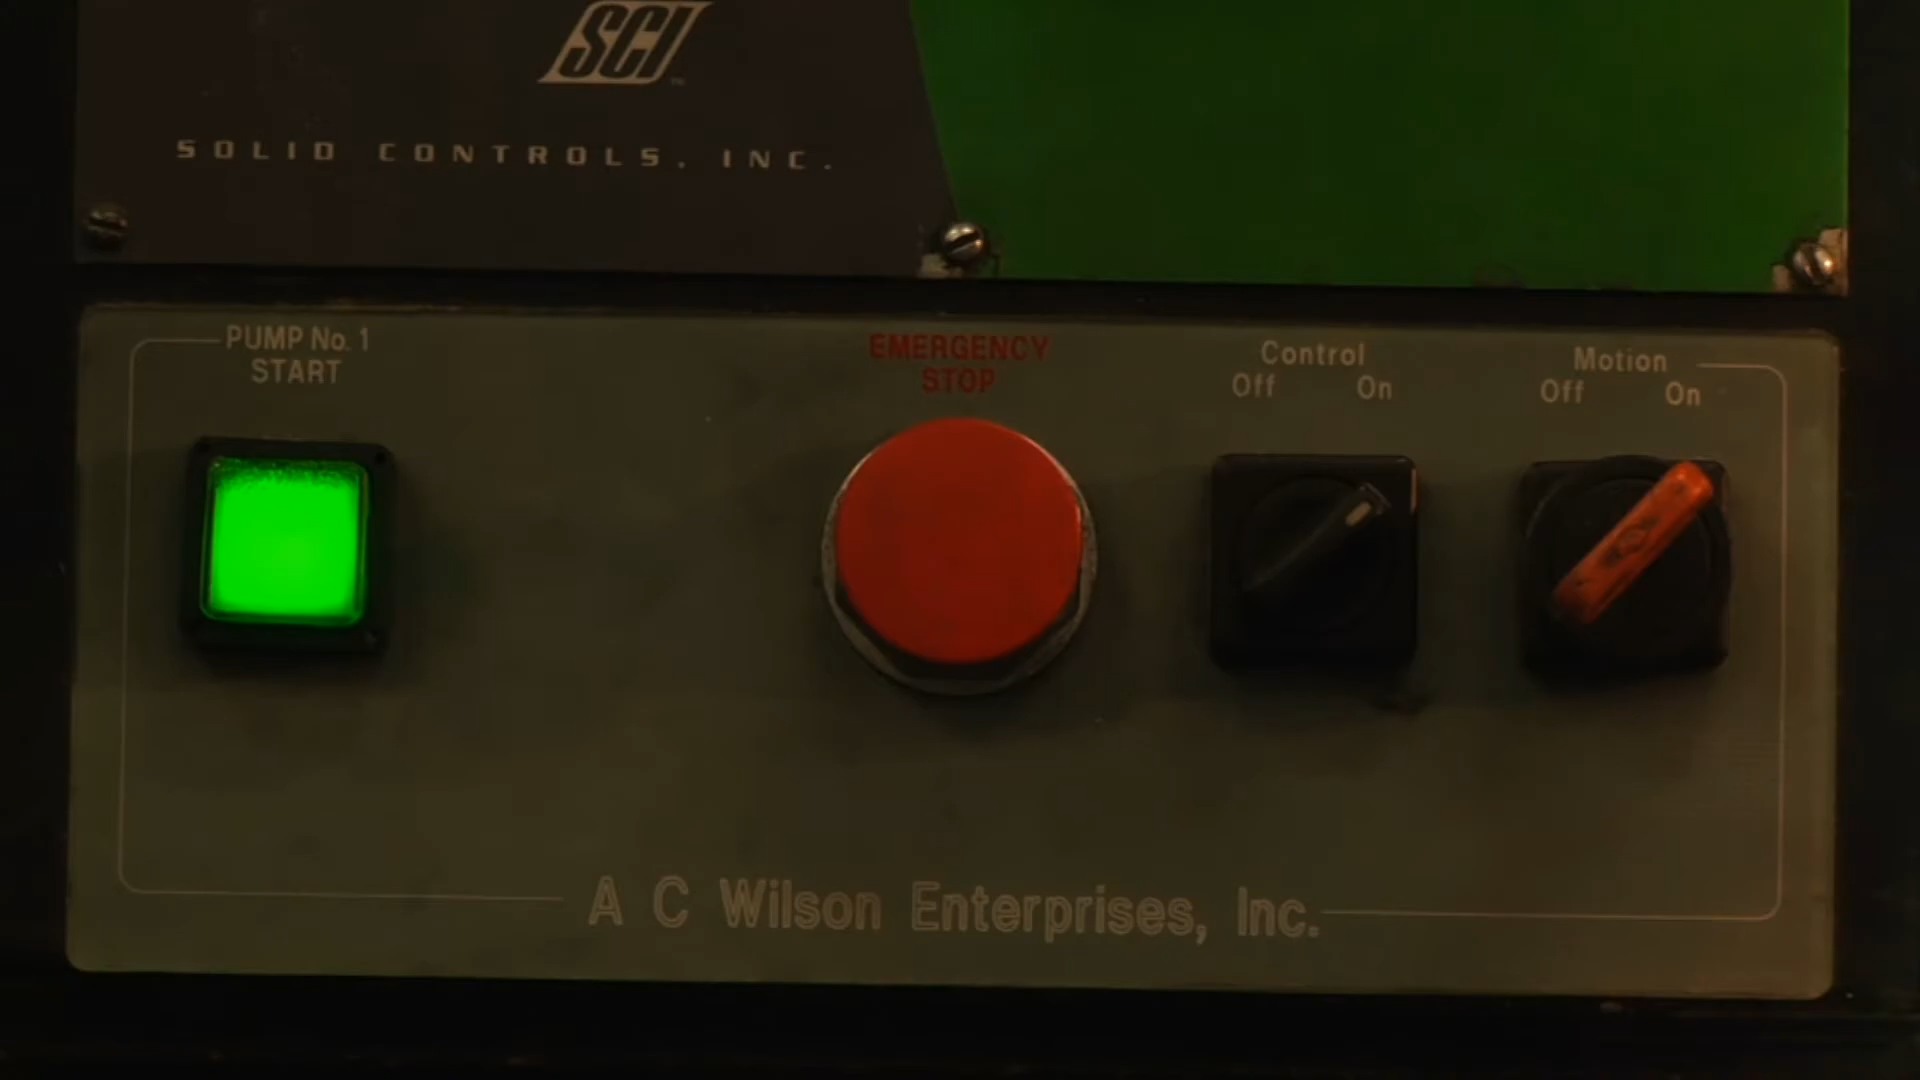 SCI
SOLID CONTROLS, INC.
PUMP No. 1
START
EMERGENCY
STOP
Control
Off On
Motion
Off On
A C Wilson Enterprises, Inc.